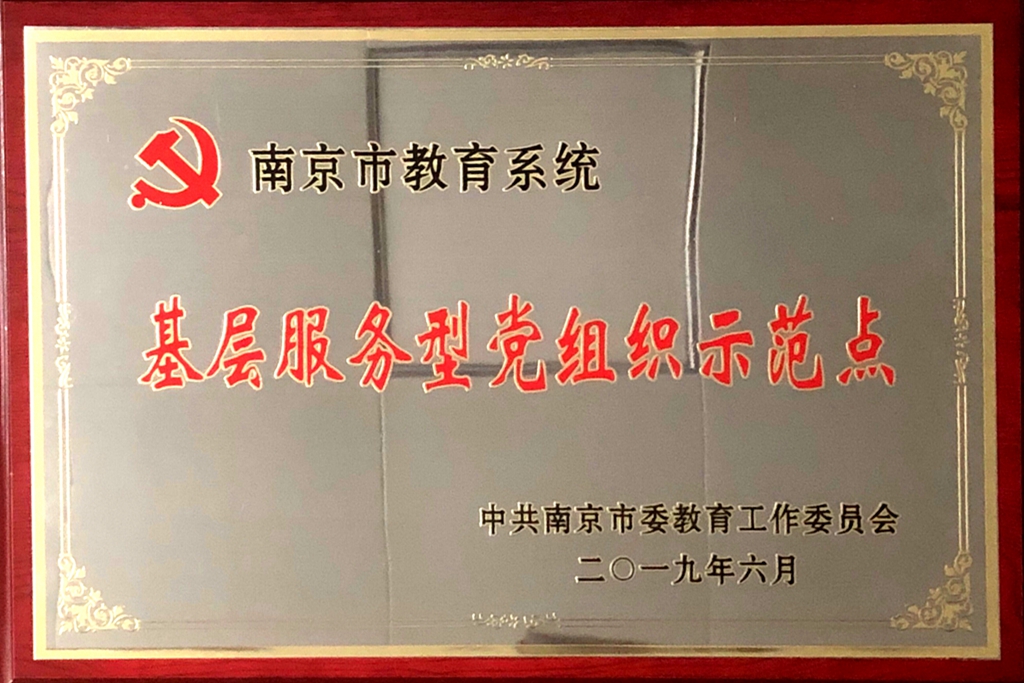 南京市教育系统
基层服务型党组织示范点
中共南京市委教育工作委员会
二〇一九年六月